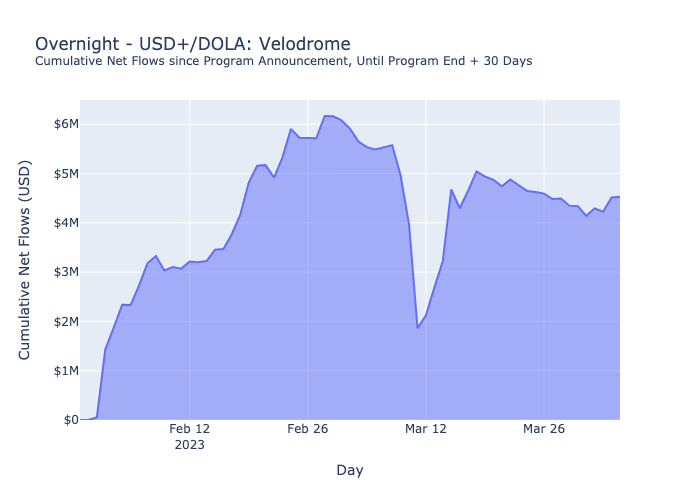 Overnight - USD+/DOLA: Velodrome
Cumulative Net Flows since Program Announcement, Until Program End + 30 Days
Cumulative Net Flows (USD)
$6M
$5M
$4M
$3M
$2M
$1M
$0
Feb 12
2023
Feb 26
Mar 12
Mar 26
Day